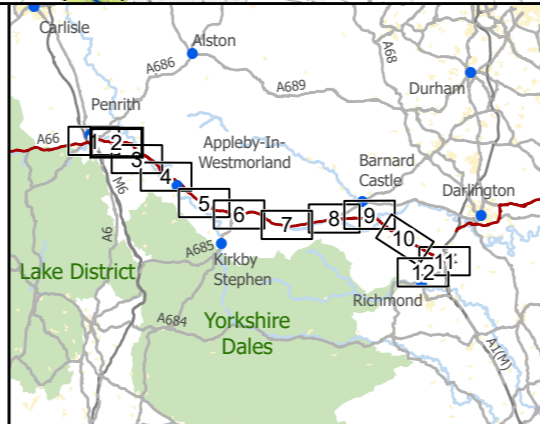 Carlisle
Alston
A686
A68
A689
Durham
Penrith
A66
1
2
3
M6
4
Appleby-In-
Westmorland
Barnard
Castle
Darlington
5
6
7
8
9
10
11
12
A6
A685
Kirkby
Stephen
Lake District
Richmond
A684
Yorkshire
Dales
A1(M)